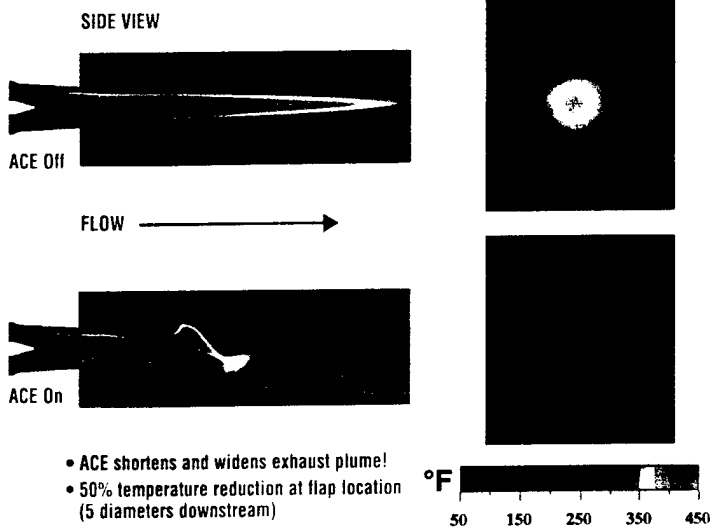 SIDE VIEW
ACE Off
FLOW
ACE On
• ACE shortens and widens exhaust plume!
• 50% temperature reduction at flap location
(5 diameters downstream)
°F
50 150 250 350 450